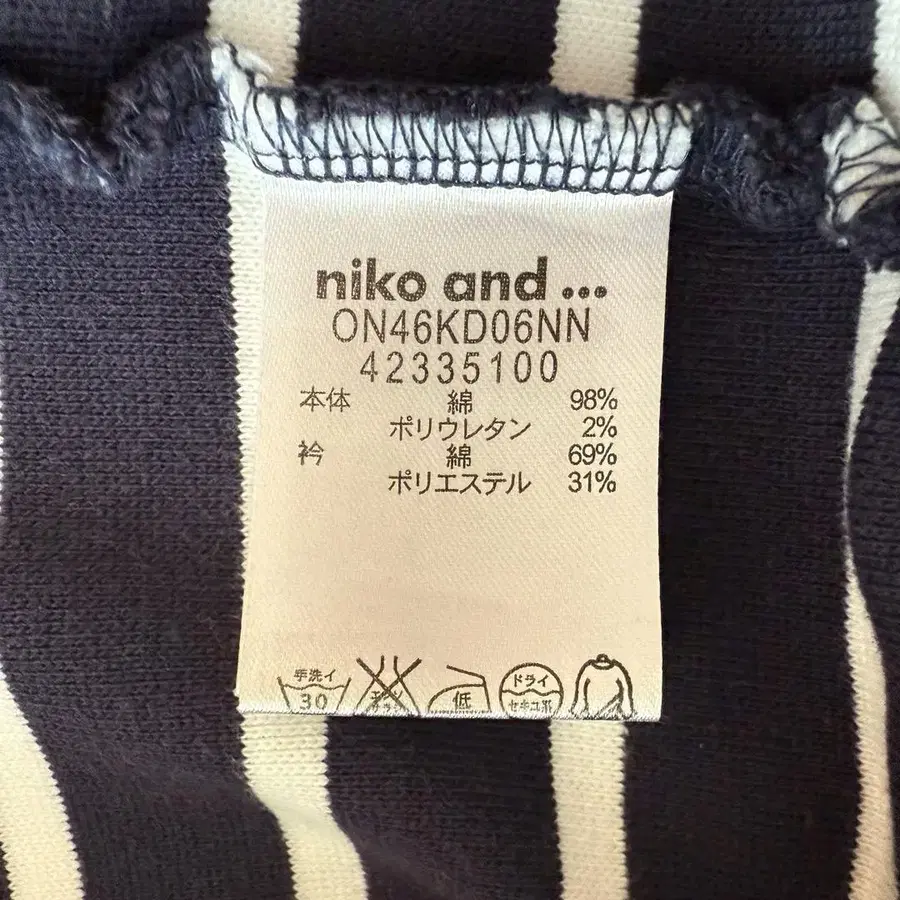 niko and ...
ON46KD06NN
42335100
本体 綿 98%
ポリウレタン 2%
衿 綿 69%
ポリエステル 31%
手洗イ 30
低
ドライ セキユ系